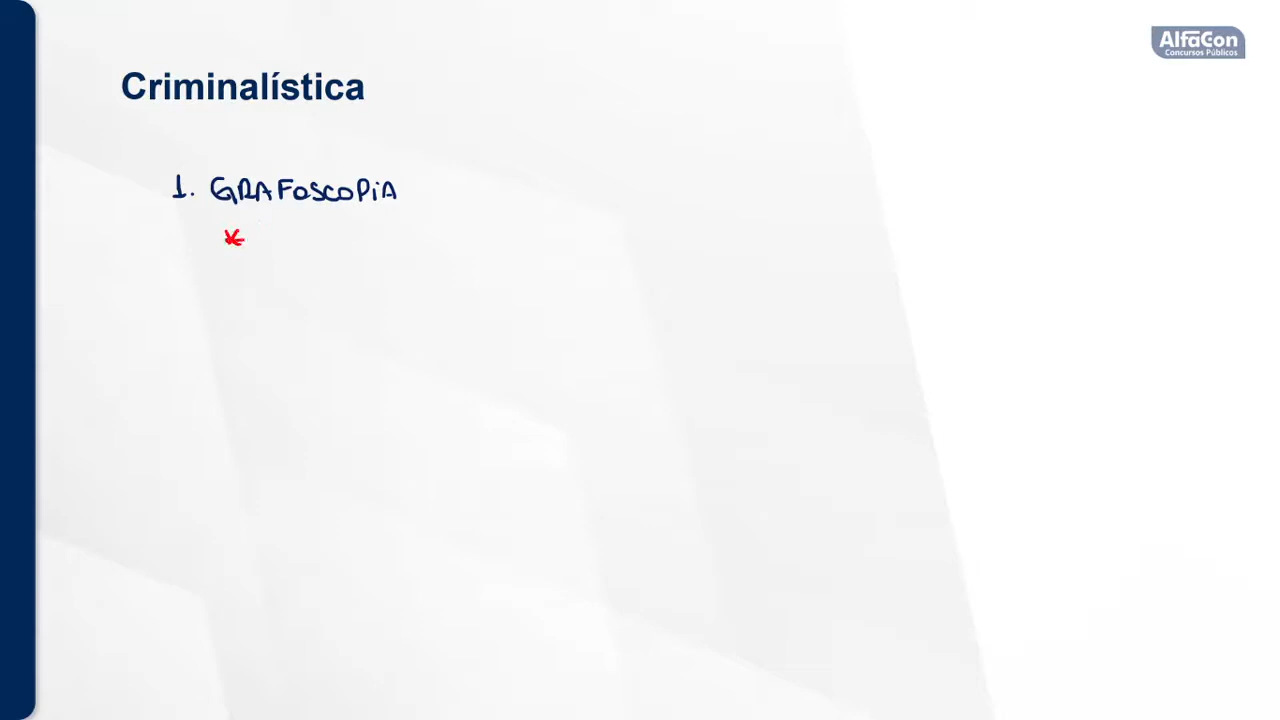 AlfaCon
Concursos Públicos
Criminalística
1. GRAFOSCOPiA
*